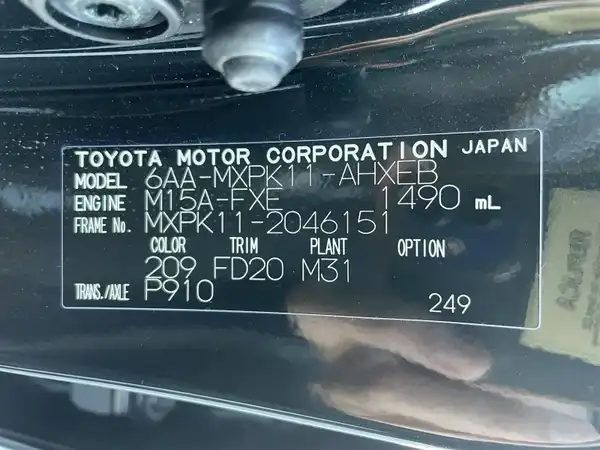 TOYOTA MOTOR CORPORATION JAPAN
MODEL 6AA-MXPK11-AHXEB
ENGINE M15A-FXE 1490 mL
FRAME No. MXPK11-2046151
COLOR TRIM PLANT OPTION
209 FD20 M31
TRANS./AXLE P910
249